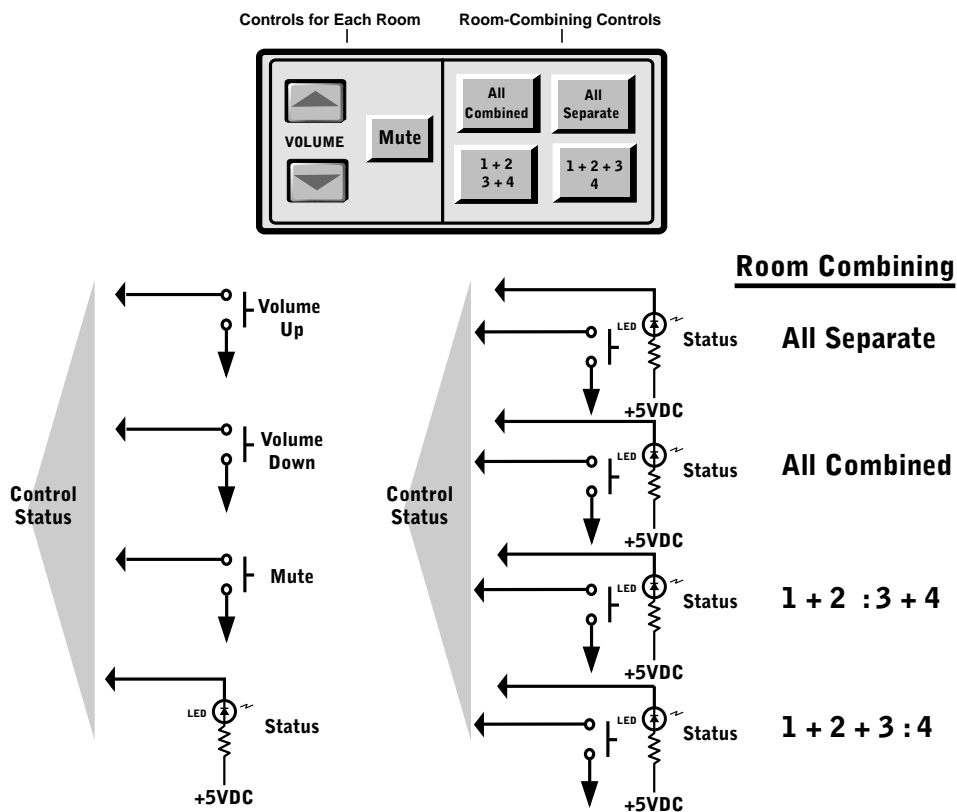 Controls for Each Room
Room-Combining Controls
VOLUME
Mute
All
Combined
All
Separate
1 + 2
3 + 4
1 + 2 + 3
4
Control
Status
Volume
Up
Volume
Down
Mute
LED
Status
+5VDC
Control
Status
Room Combining
LED
Status
All Separate
+5VDC
LED
Status
All Combined
+5VDC
LED
Status
1 + 2 : 3 + 4
+5VDC
LED
Status
1 + 2 + 3 : 4
+5VDC